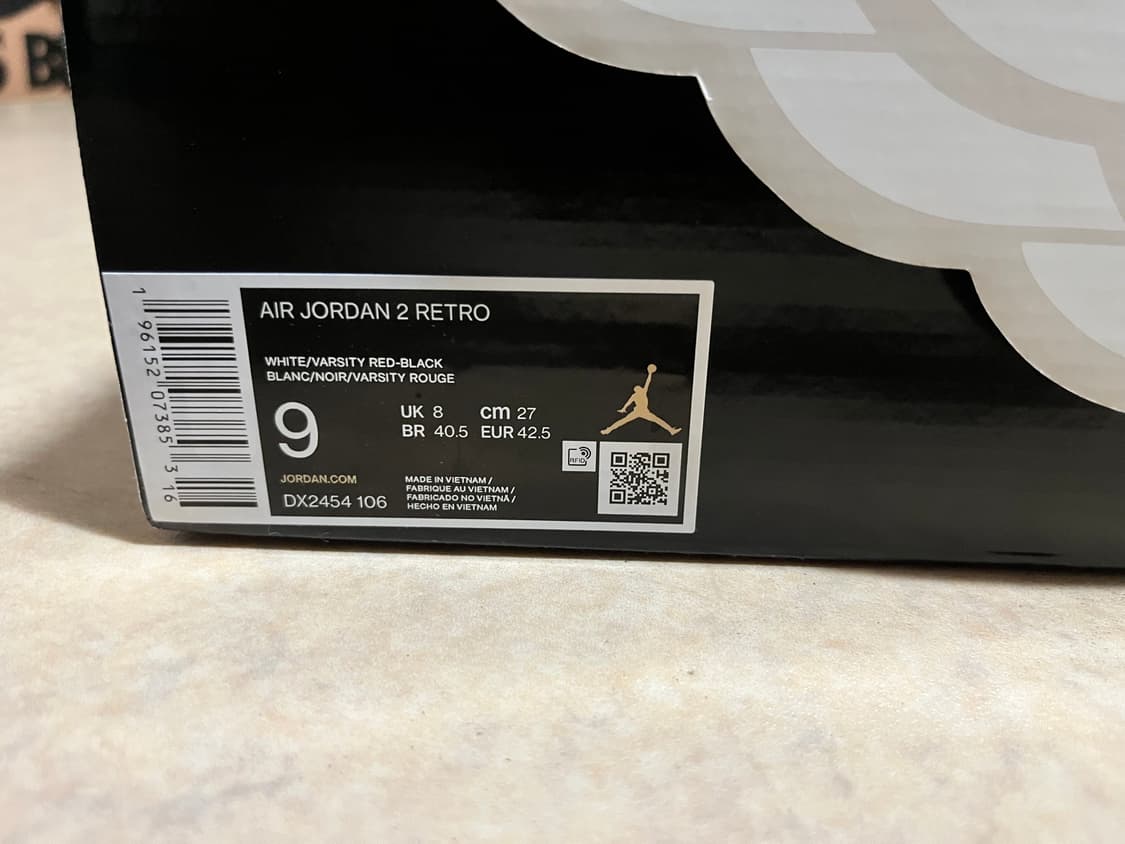 AIR JORDAN 2 RETRO
WHITE/VARSITY RED-BLACK
BLANC/NOIR/VARSITY ROUGE
9
UK 8 cm 27
BR 40.5 EUR 42.5
JORDAN.COM
DX2454 106
MADE IN VIETNAM /
FABRIQUE AU VIETNAM /
FABRICADO NO VIETNÃ /
HECHO EN VIETNAM
RFID
1 96152 07385 3 16